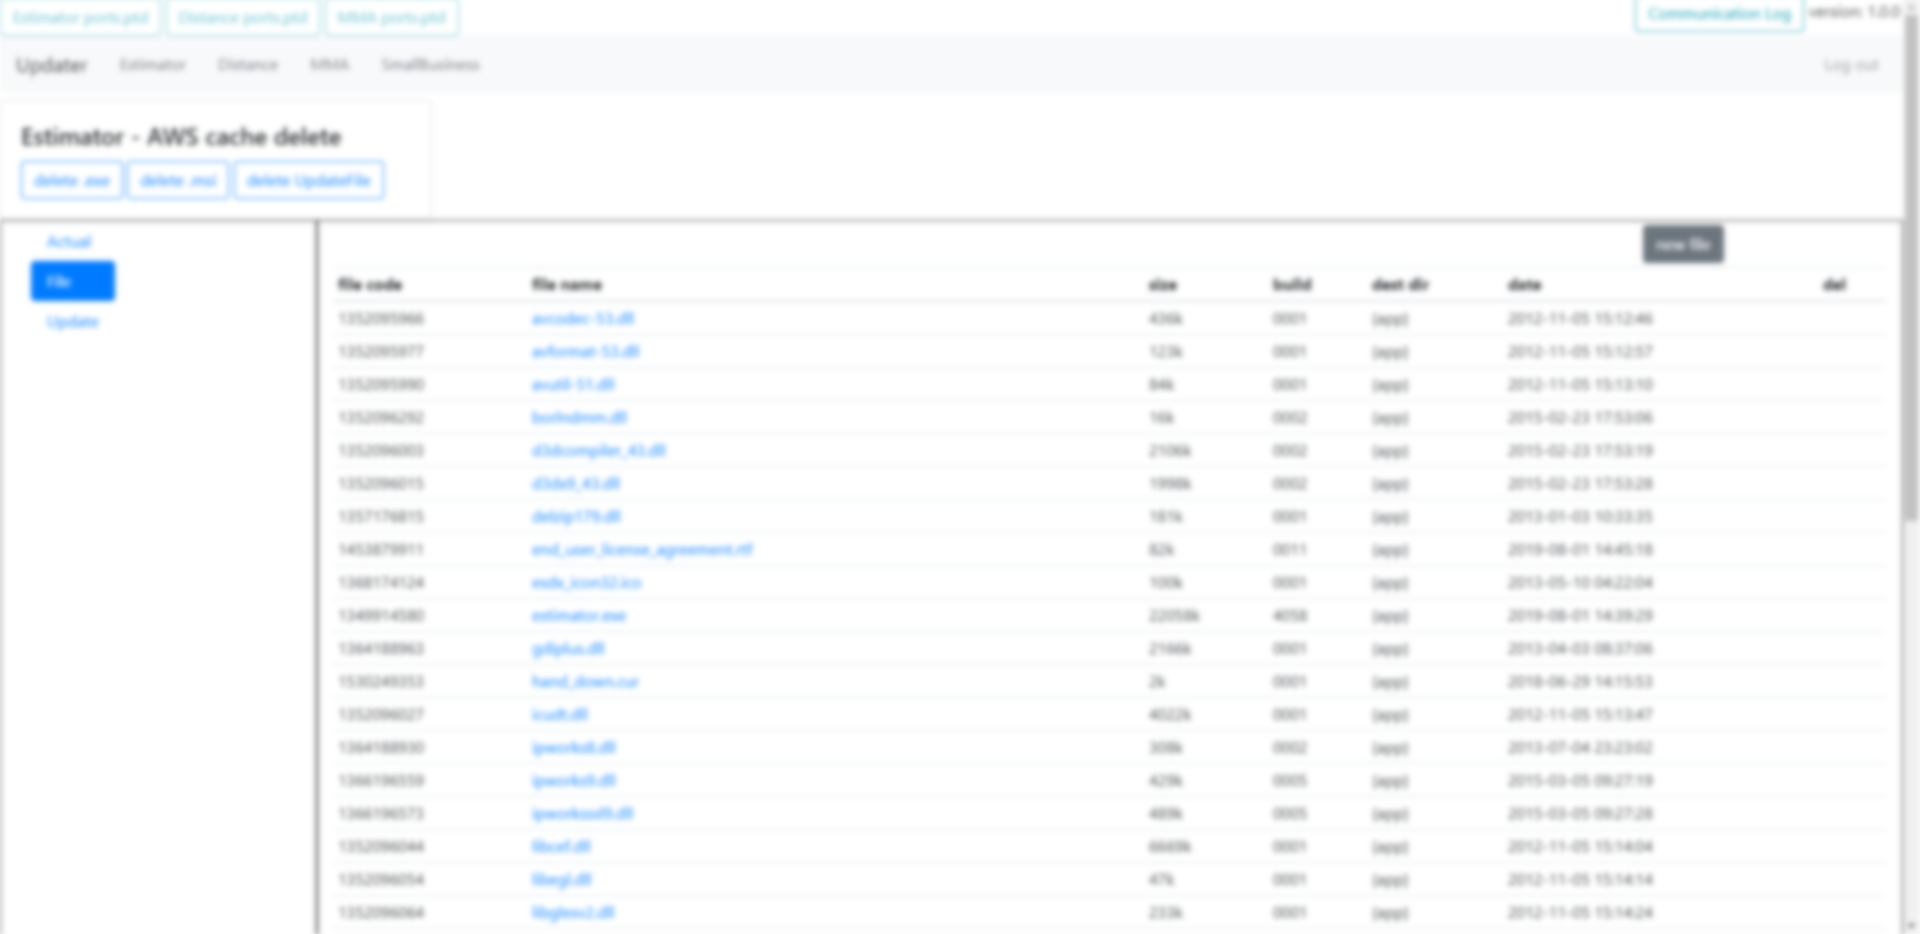 Estimator ports.ptd Distance ports.ptd MMA ports.ptd Communication Log version: 1.0.0
Updater Estimator Distance MMA SmallBusiness Log out
Estimator - AWS cache delete
delete .exe delete .msi delete UpdateFile
Actual
File
Update
new file
file code file name size build dest dir date del
1352095966 avcodec-53.dll 436k 0001 {app} 2012-11-05 15:12:46
1352095977 avformat-53.dll 123k 0001 {app} 2012-11-05 15:12:57
1352095990 avutil-51.dll 84k 0001 {app} 2012-11-05 15:13:10
1352096292 borlndmm.dll 16k 0002 {app} 2015-02-23 17:53:06
1352096003 d3dcompiler_43.dll 2106k 0002 {app} 2015-02-23 17:53:19
1352096015 d3dx9_43.dll 1998k 0002 {app} 2015-02-23 17:53:28
1357176815 delzip179.dll 181k 0001 {app} 2013-01-03 10:33:35
1453879911 end_user_license_agreement.rtf 82k 0011 {app} 2019-08-01 14:45:18
1368174124 icon32.ico 100k 0001 {app} 2013-05-10 04:22:04
1349914580 estimator.exe 22058k 4058 {app} 2019-08-01 14:39:29
1364188963 gdiplus.dll 2166k 0001 {app} 2013-04-03 08:37:06
1530249353 hand_down.cur 2k 0001 {app} 2018-06-29 14:15:53
1352096027 icudt.dll 4022k 0001 {app} 2012-11-05 15:13:47
1364188930 ipworks8.dll 308k 0002 {app} 2013-07-04 23:23:02
1366196559 ipworks9.dll 429k 0005 {app} 2015-03-05 09:27:19
1366196573 ipworksssl9.dll 489k 0005 {app} 2015-03-05 09:27:28
1352096044 libcef.dll 6669k 0001 {app} 2012-11-05 15:14:04
1352096054 libegl.dll 47k 0001 {app} 2012-11-05 15:14:14
1352096064 libglesv2.dll 233k 0001 {app} 2012-11-05 15:14:24